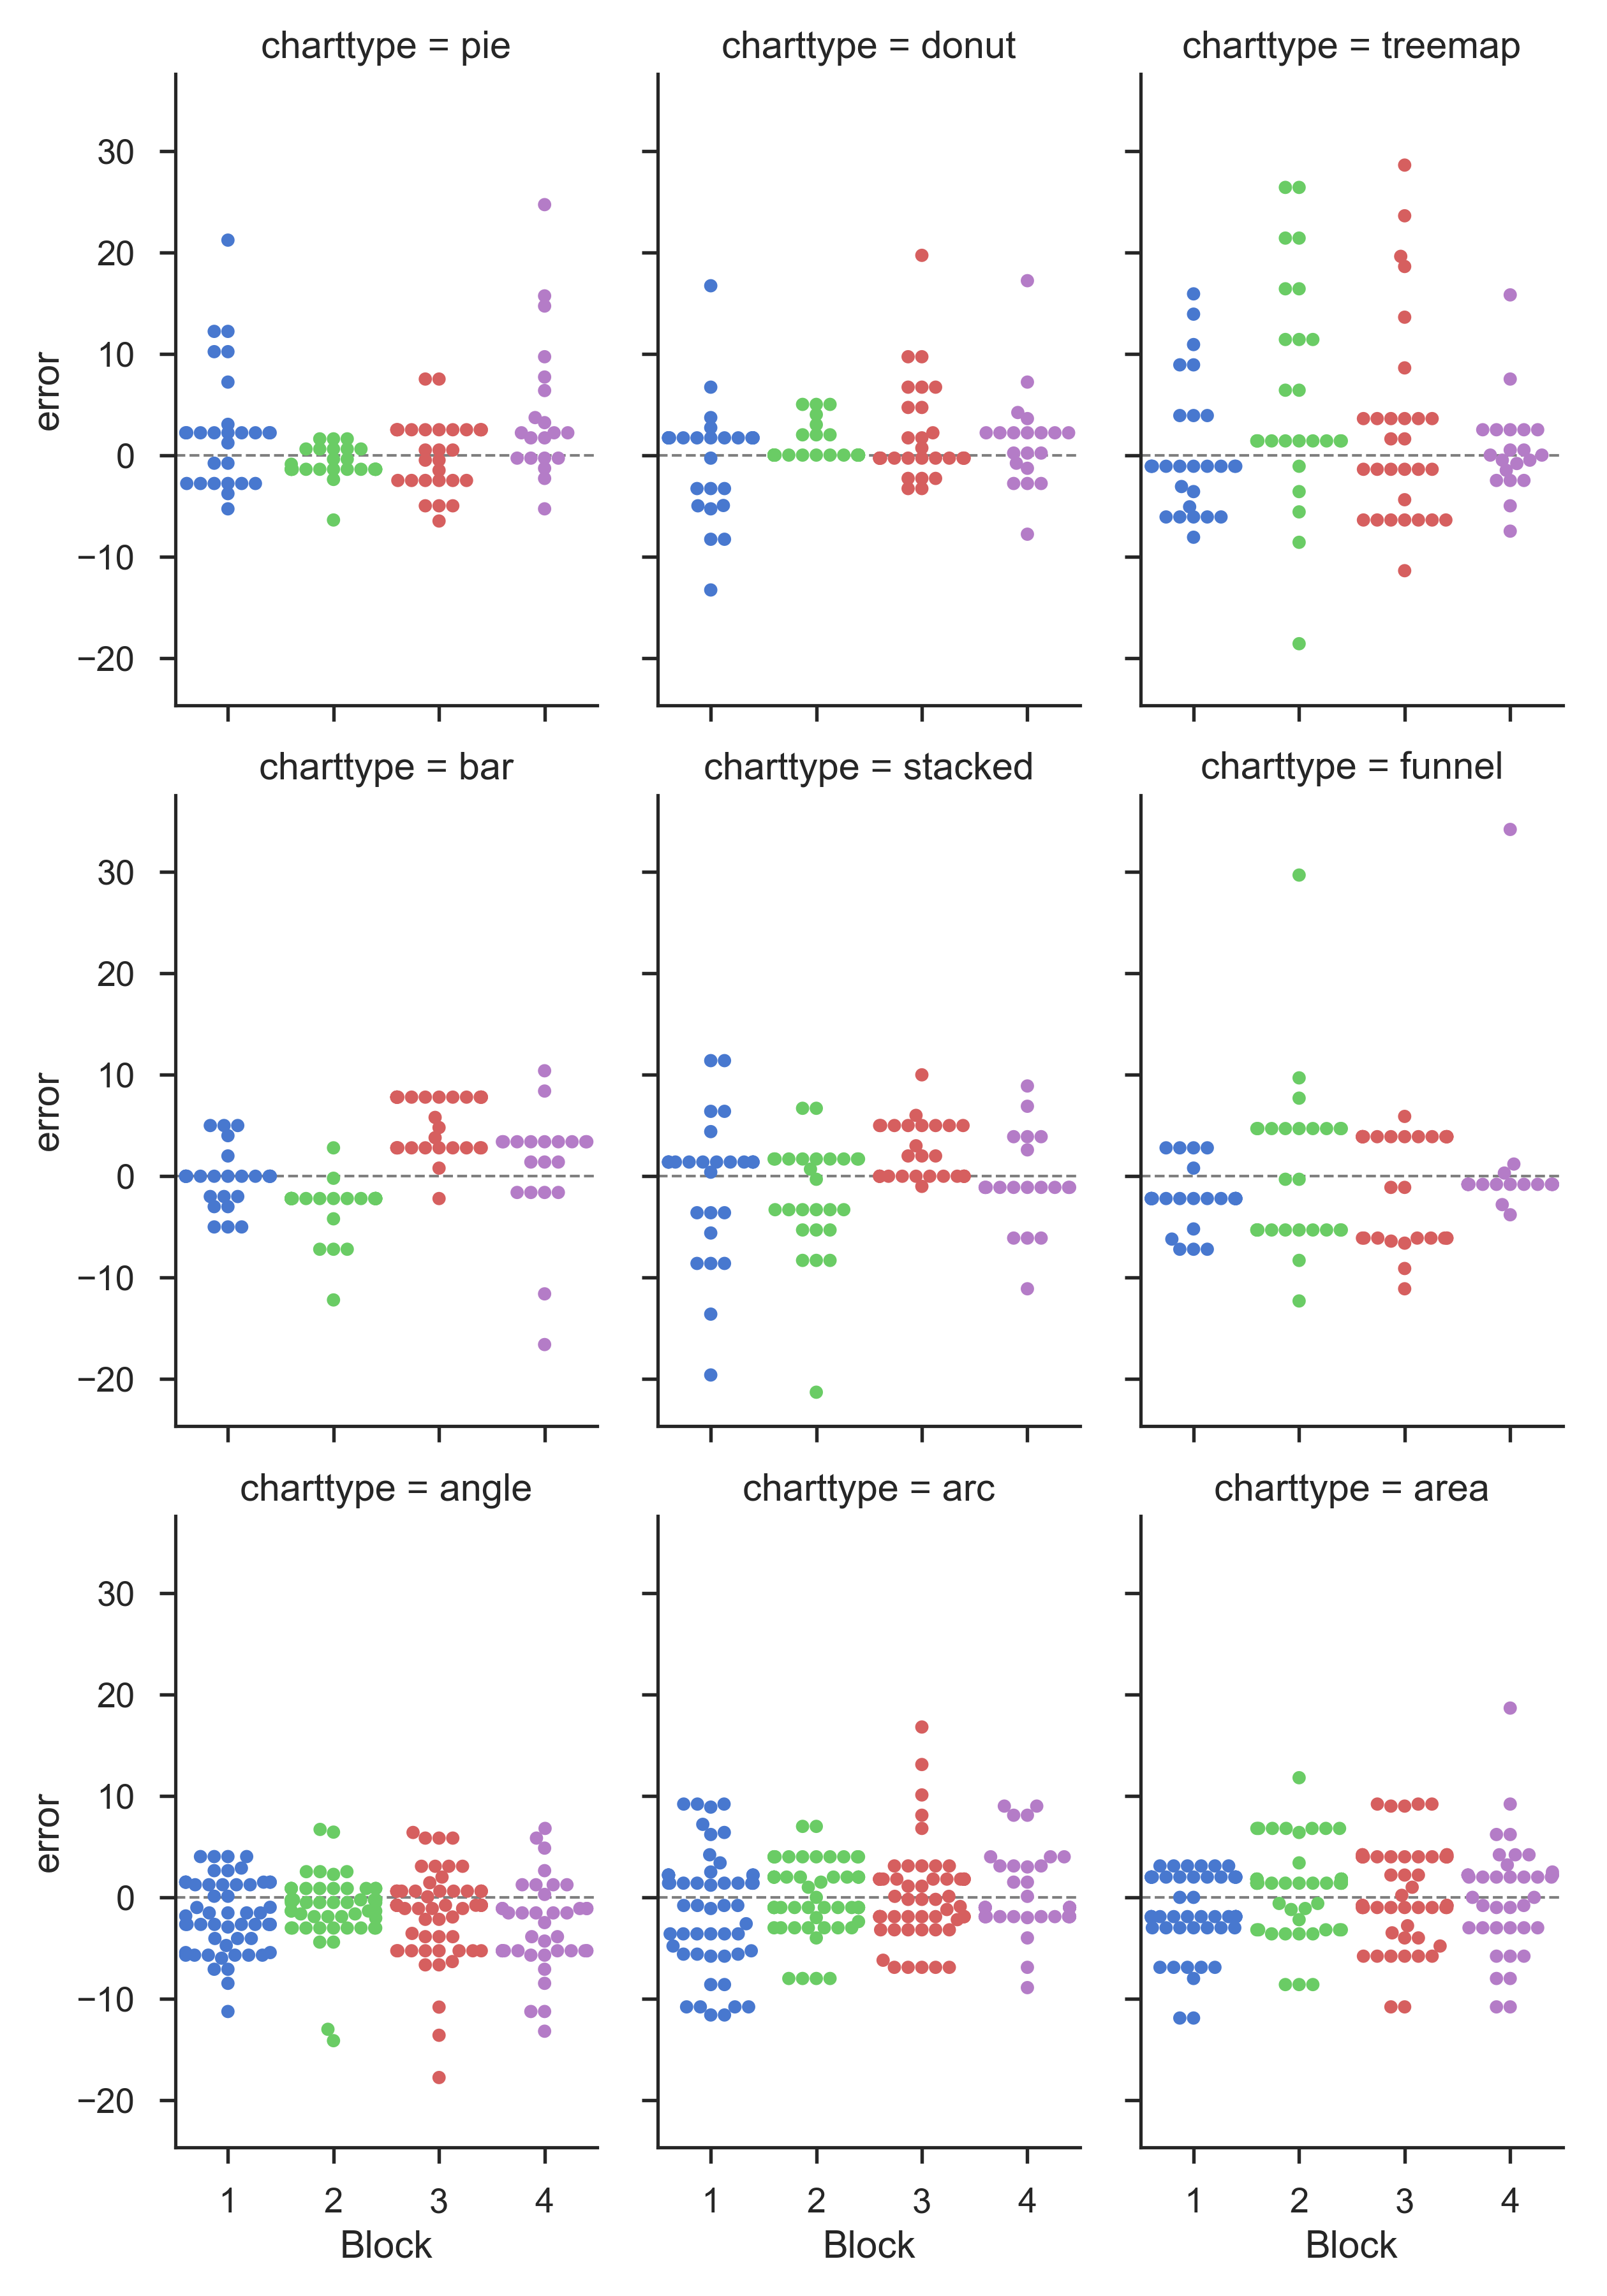 charttype = pie
charttype = donut
charttype = treemap
30
20
10
0
−10
−20
error
charttype = bar
charttype = stacked
charttype = funnel
30
20
10
0
−10
−20
error
charttype = angle
charttype = arc
charttype = area
30
20
10
0
−10
−20
error
1 2 3 4
1 2 3 4
1 2 3 4
Block
Block
Block